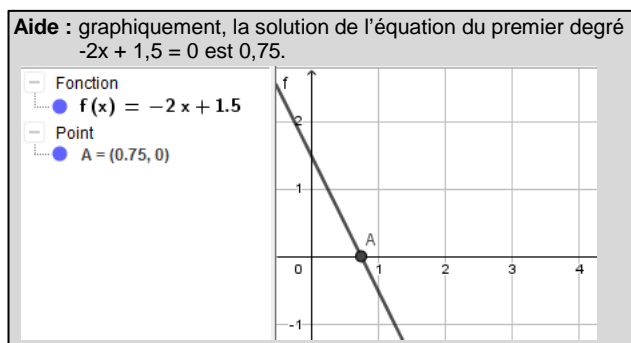 Aide : graphiquement, la solution de l’équation du premier degré
-2x + 1,5 = 0 est 0,75.
Fonction
f(x) = −2 x + 1.5
Point
A = (0.75, 0)
f
2
1
A
0
1
2
3
4
-1